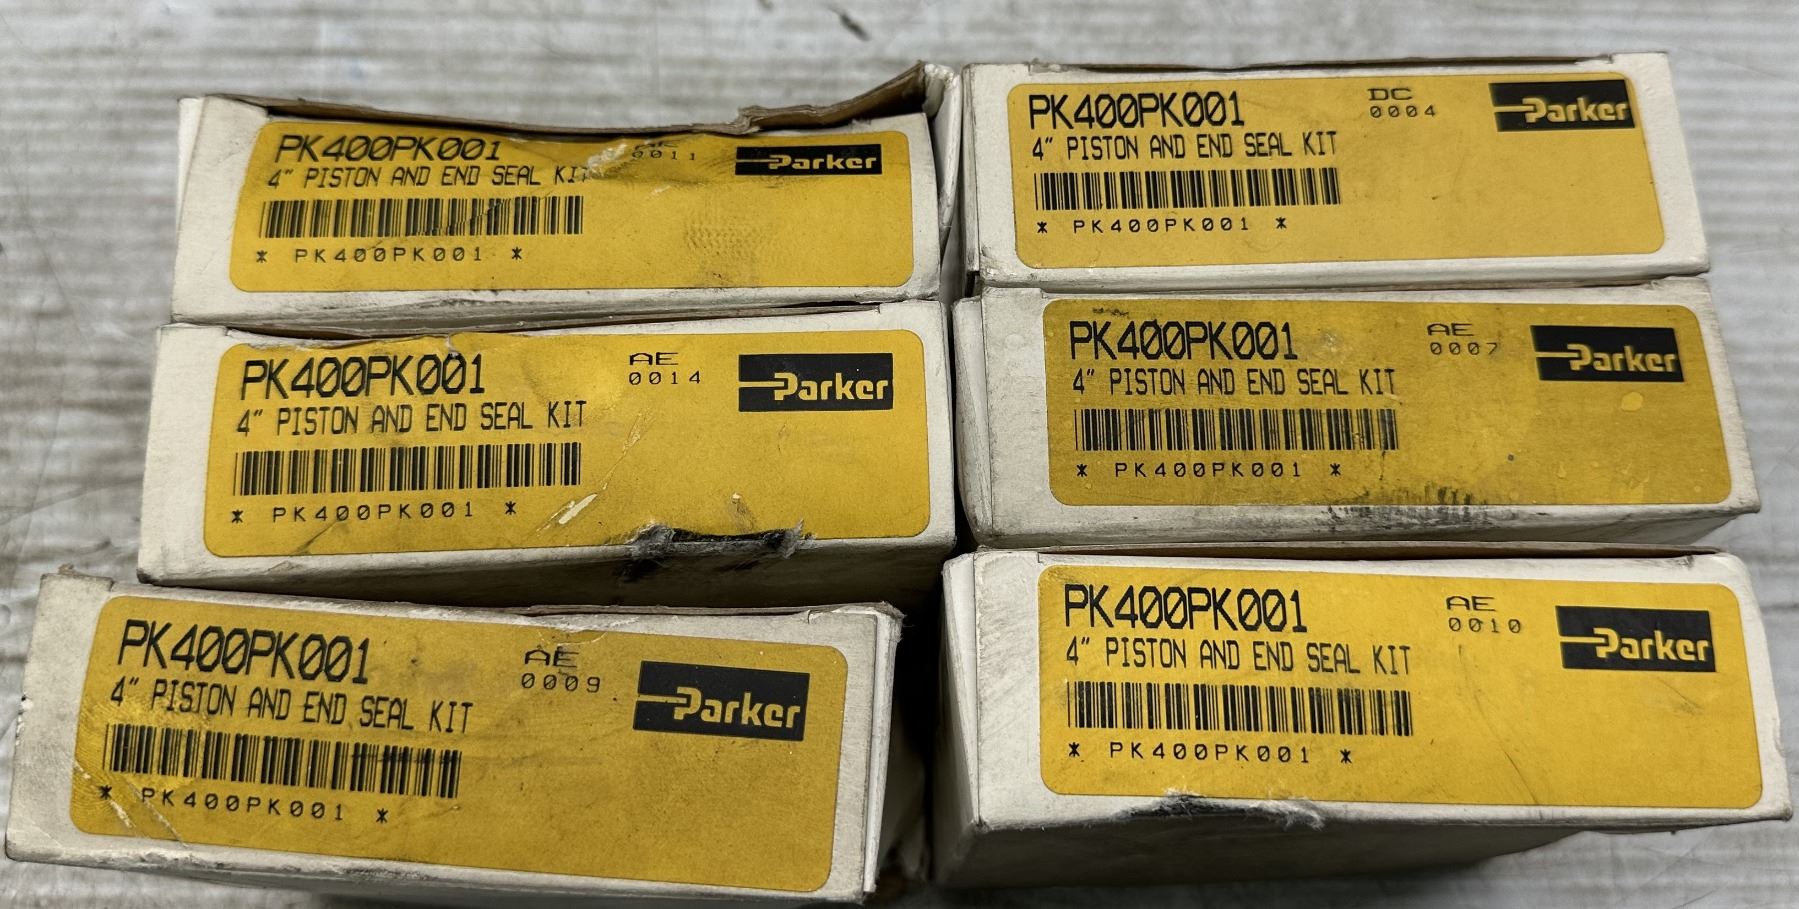 PK400PK001 AE 0011 Parker
4" PISTON AND END SEAL KIT
* PK400PK001 *
PK400PK001 DC 0004 Parker
4" PISTON AND END SEAL KIT
* PK400PK001 *
PK400PK001 AE 0014 Parker
4" PISTON AND END SEAL KIT
* PK400PK001 *
PK400PK001 AE 0007 Parker
4" PISTON AND END SEAL KIT
* PK400PK001 *
PK400PK001 AE 0009 Parker
4" PISTON AND END SEAL KIT
* PK400PK001 *
PK400PK001 AE 0010 Parker
4" PISTON AND END SEAL KIT
* PK400PK001 *